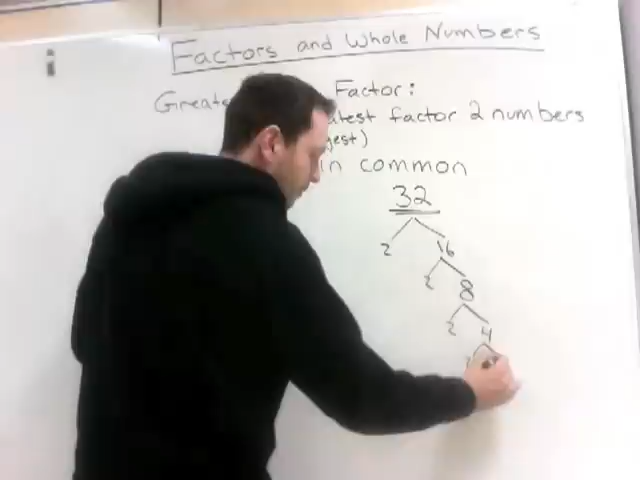 Factors and Whole Numbers
Factor:
factor 2 numbers
in common
32
2 16
2 8
2 4